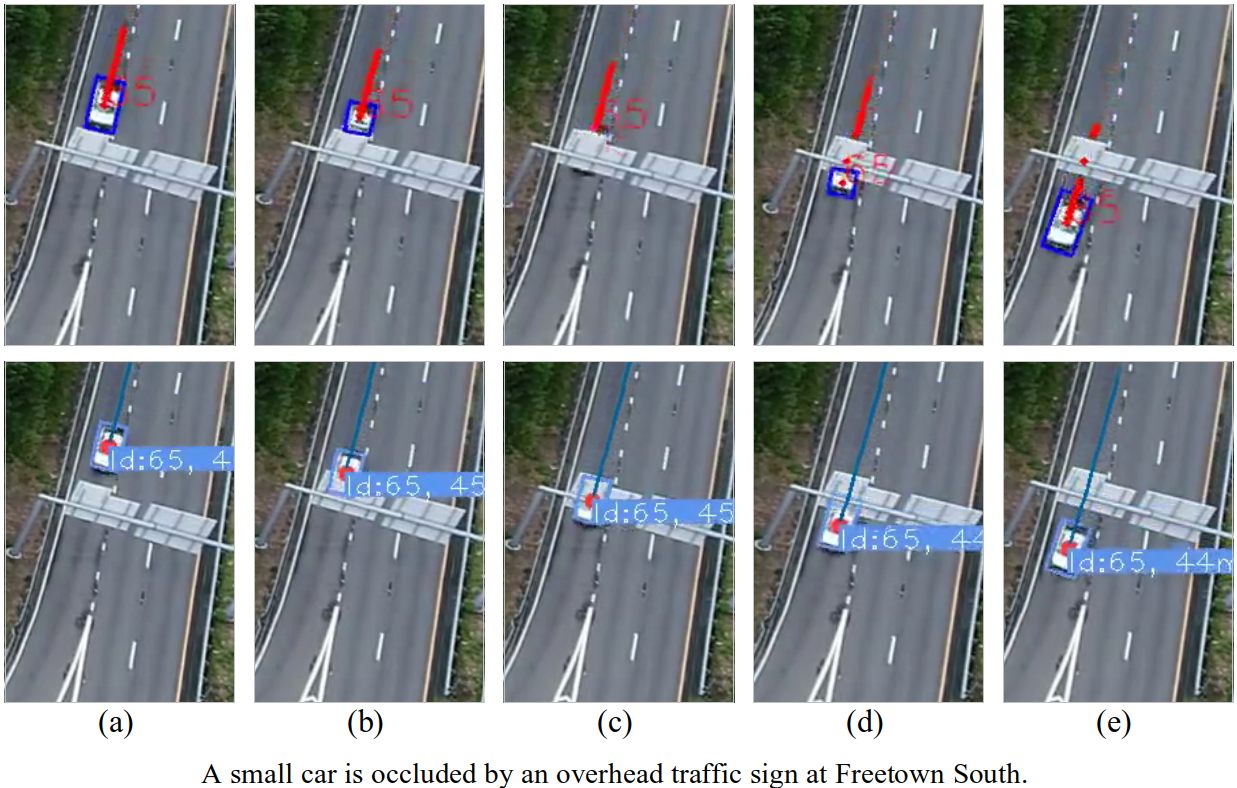 65
65
65
65
65
Id:65, 4
Id:65, 45
Id:65, 45
Id:65, 44
Id:65, 44m
(a) (b) (c) (d) (e)
A small car is occluded by an overhead traffic sign at Freetown South.